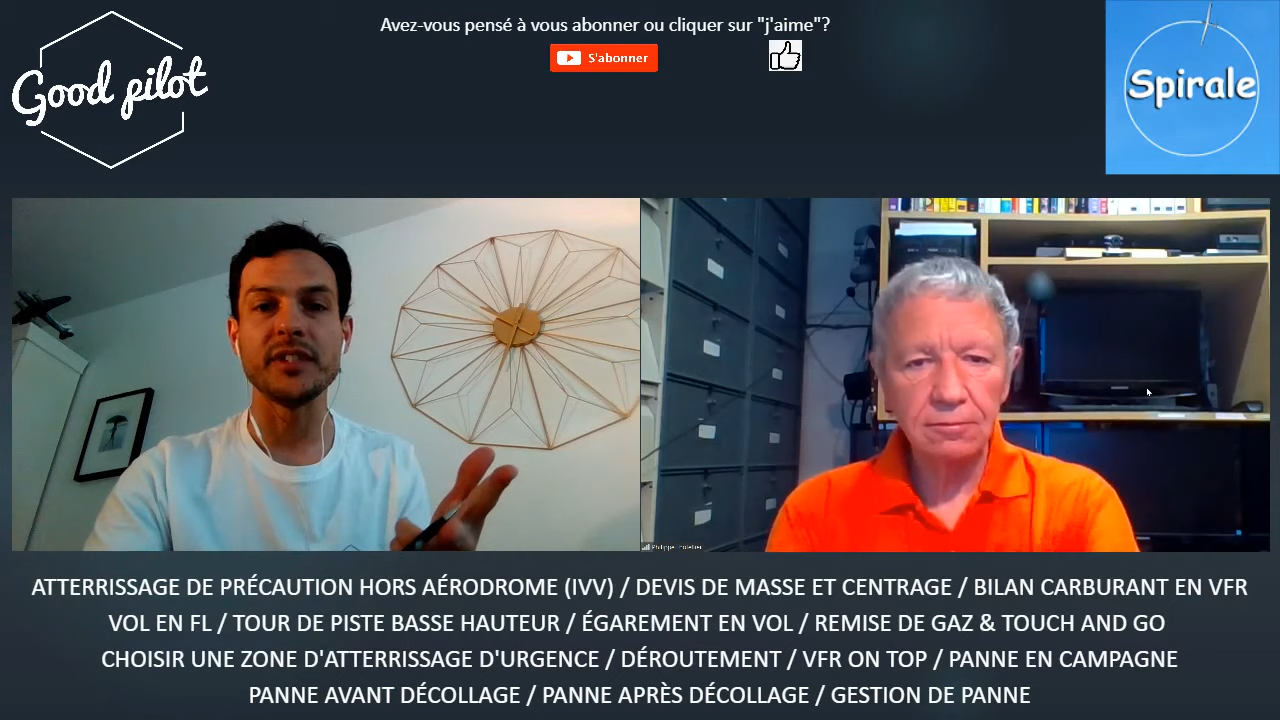 Good pilot
Avez-vous pensé à vous abonner ou cliquer sur "j'aime"?
S'abonner
Spirale
ATTERRISSAGE DE PRÉCAUTION HORS AÉRODROME (IVV) / DEVIS DE MASSE ET CENTRAGE / BILAN CARBURANT EN VFR
VOL EN FL / TOUR DE PISTE BASSE HAUTEUR / ÉGAREMENT EN VOL / REMISE DE GAZ & TOUCH AND GO
CHOISIR UNE ZONE D'ATTERRISSAGE D'URGENCE / DÉROUTEMENT / VFR ON TOP / PANNE EN CAMPAGNE
PANNE AVANT DÉCOLLAGE / PANNE APRÈS DÉCOLLAGE / GESTION DE PANNE